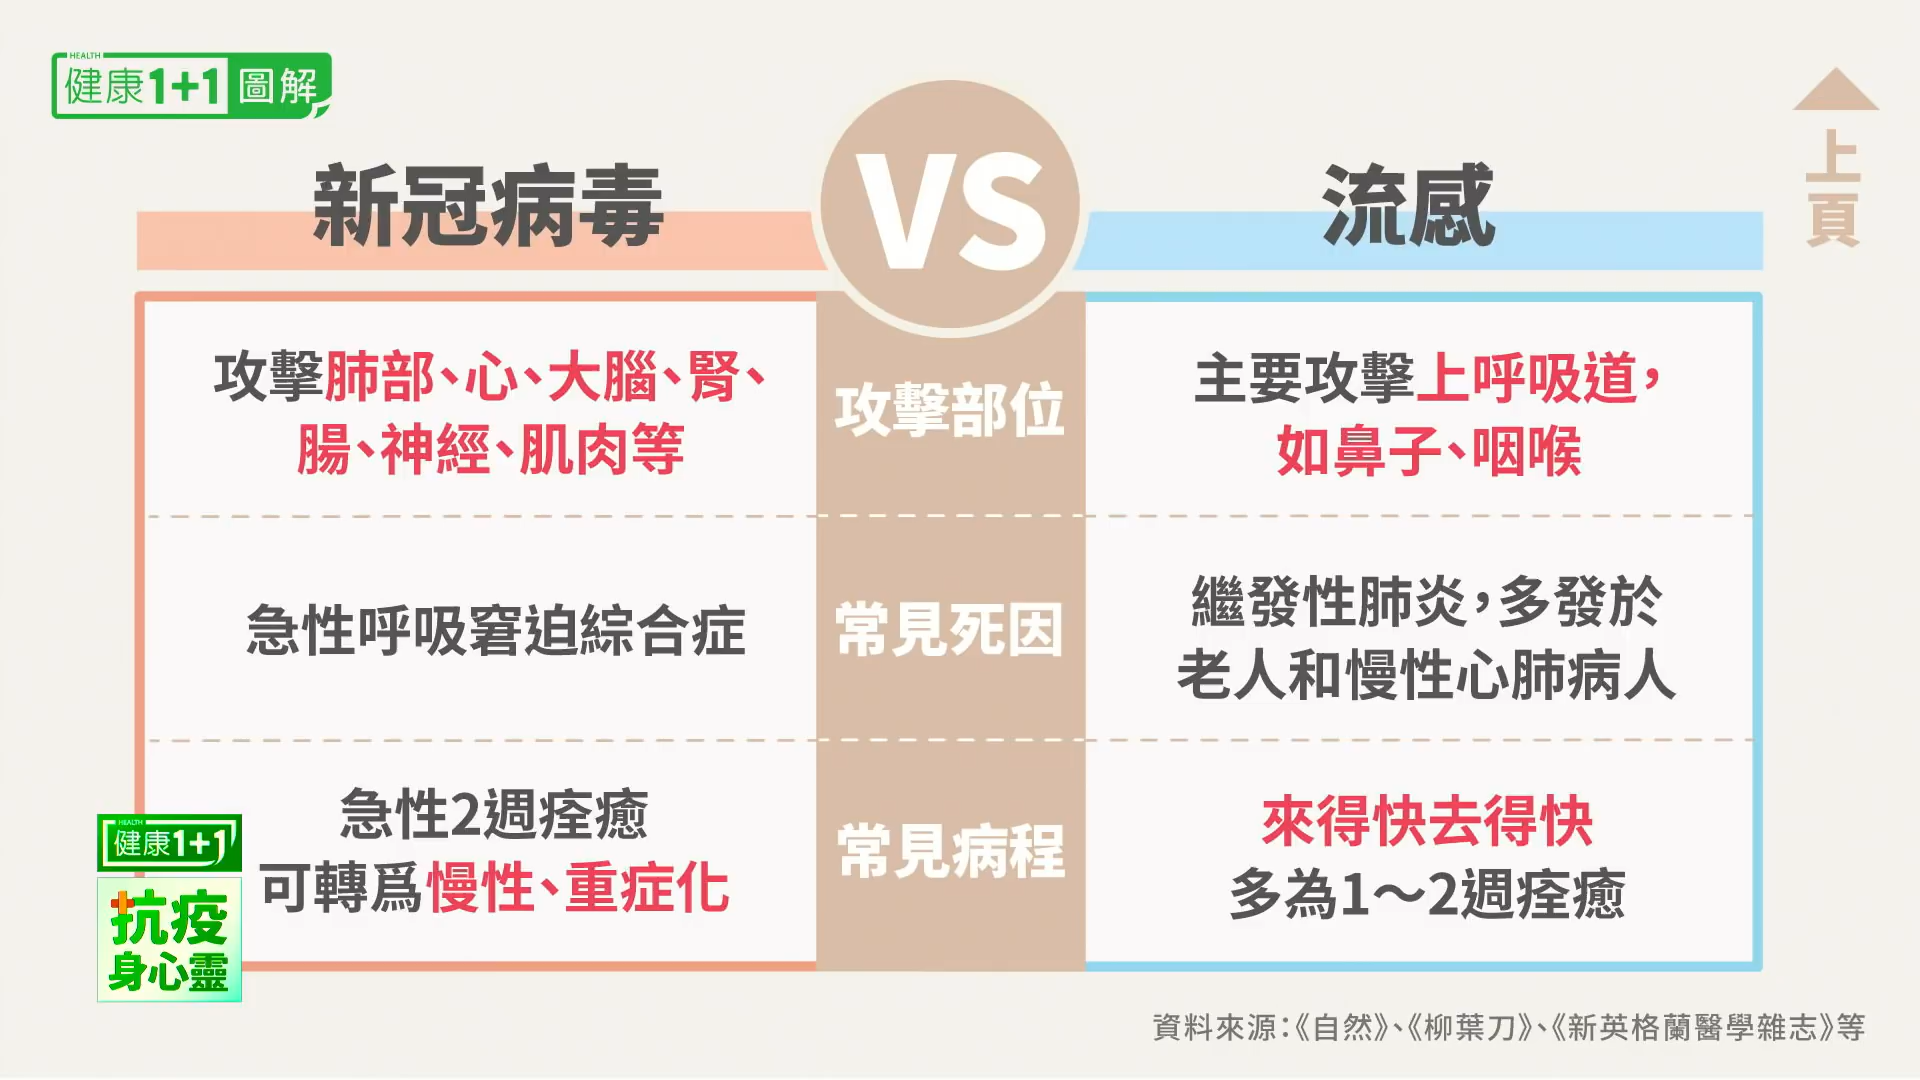 HEALTH
健康1+1圖解
上頁
新冠病毒
VS
流感
攻擊肺部、心、大腦、腎、
腸、神經、肌肉等
攻擊部位
主要攻擊上呼吸道，
如鼻子、咽喉
急性呼吸窘迫綜合症
常見死因
繼發性肺炎，多發於
老人和慢性心肺病人
急性2週痊癒
可轉爲慢性、重症化
常見病程
來得快去得快
多為1～2週痊癒
HEALTH
健康1+1
抗疫
身心靈
資料來源：《自然》、《柳葉刀》、《新英格蘭醫學雜志》等